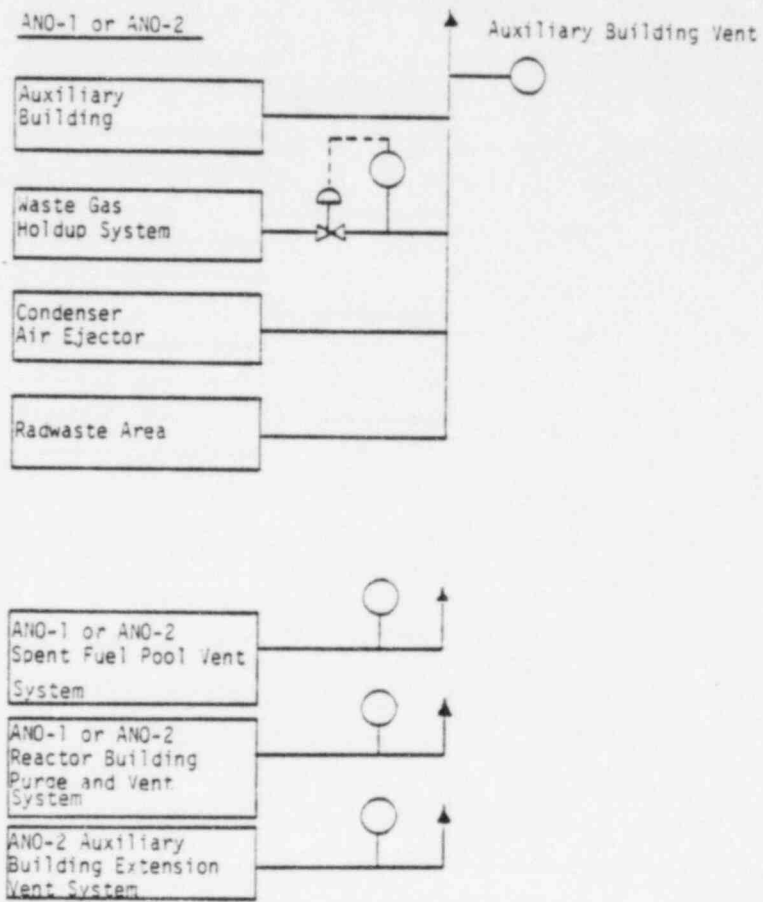 ANO-1 or ANO-2
Auxiliary Building Vent
Auxiliary
Building
Waste Gas
Holdup System
Condenser
Air Ejector
Radwaste Area
ANO-1 or ANO-2
Spent Fuel Pool Vent
System
ANO-1 or ANO-2
Reactor Building
Purge and Vent
System
ANO-2 Auxiliary
Building Extension
Vent System